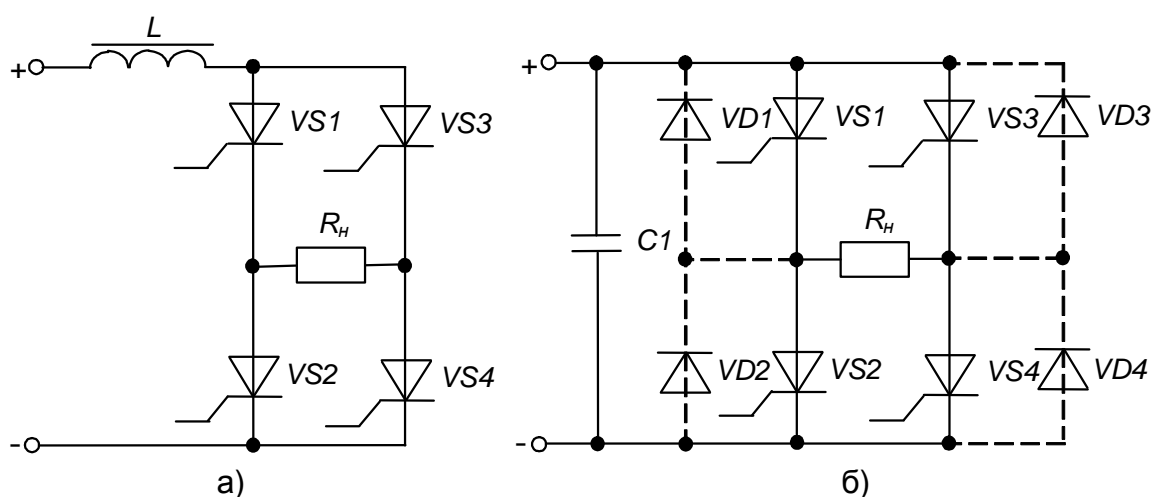 L
+
VS1
VS3
Rн
VS2
VS4
-
а)
+
VD1
VS1
VS3
VD3
C1
Rн
VD2
VS2
VS4
VD4
-
б)